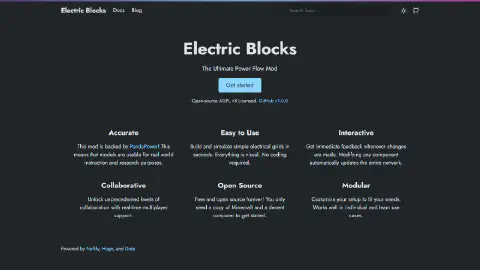 Electric Blocks Docs Blog Search docs...
Electric Blocks
The Ultimate Power Flow Mod
Get started
Open-source AGPL v3 Licensed. GitHub v1.0.0
Accurate
This mod is backed by PandaPower! This
means that models are usable for real world
instruction and research purposes.
Easy to Use
Build and simulate simple electrical grids in
seconds. Everything is visual. No coding
required.
Interactive
Get immediate feedback whenever changes
are made. Modifying any component
automatically updates the entire network.
Collaborative
Unlock unprecedented levels of
collaboration with real-time multiplayer
support.
Open Source
Free and open source forever! You only
need a copy of Minecraft and a decent
computer to get started.
Modular
Customize your setup to fit your needs.
Works well in individual and team use
cases.
Powered by Netlify, Hugo, and Doks